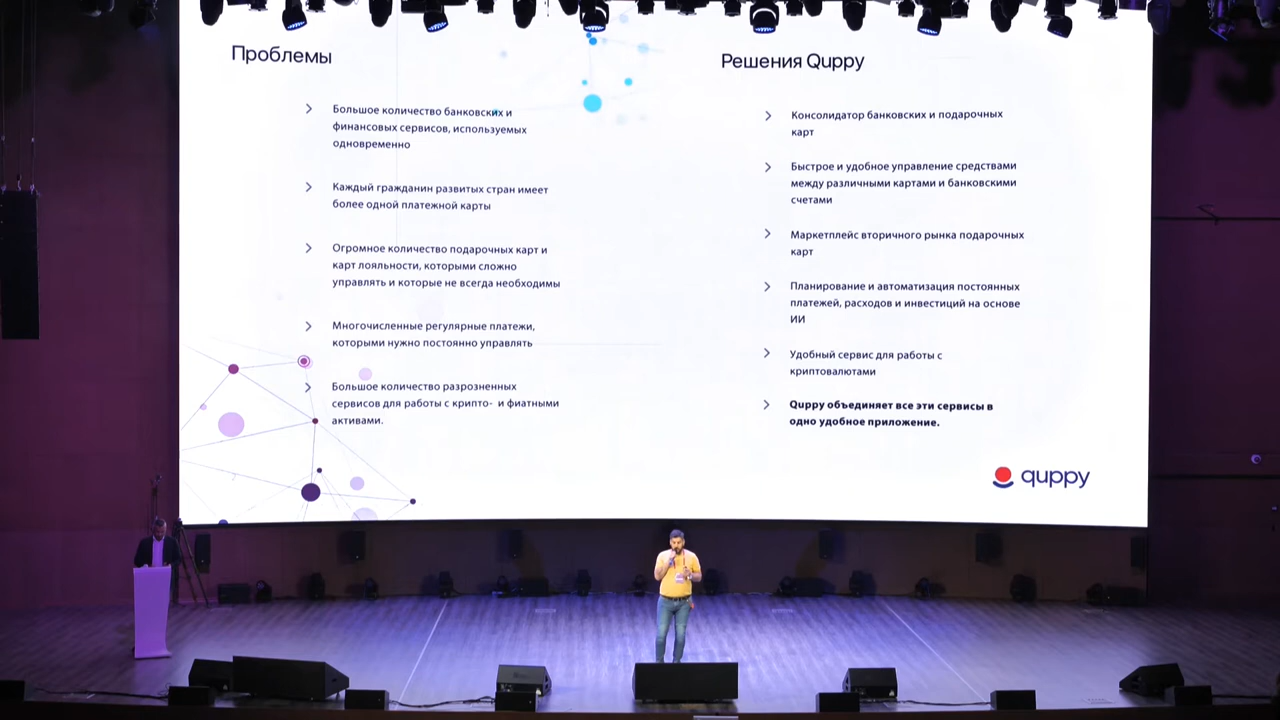 Проблемы
Большое количество банковских и
финансовых сервисов, используемых
одновременно
Каждый гражданин развитых стран имеет
более одной платежной карты
Огромное количество подарочных карт и
карт лояльности, которыми сложно
управлять и которые не всегда необходимы
Многочисленные регулярные платежи,
которыми нужно постоянно управлять
Большое количество разрозненных
сервисов для работы с крипто- и фиатными
активами.
Решения Quppy
Консолидатор банковских и подарочных
карт
Быстрое и удобное управление средствами
между различными картами и банковскими
счетами
Маркетплейс вторичного рынка подарочных
карт
Планирование и автоматизация постоянных
платежей, расходов и инвестиций на основе
ИИ
Удобный сервис для работы с
криптовалютами
Quppy объединяет все эти сервисы в
одно удобное приложение.
quppy